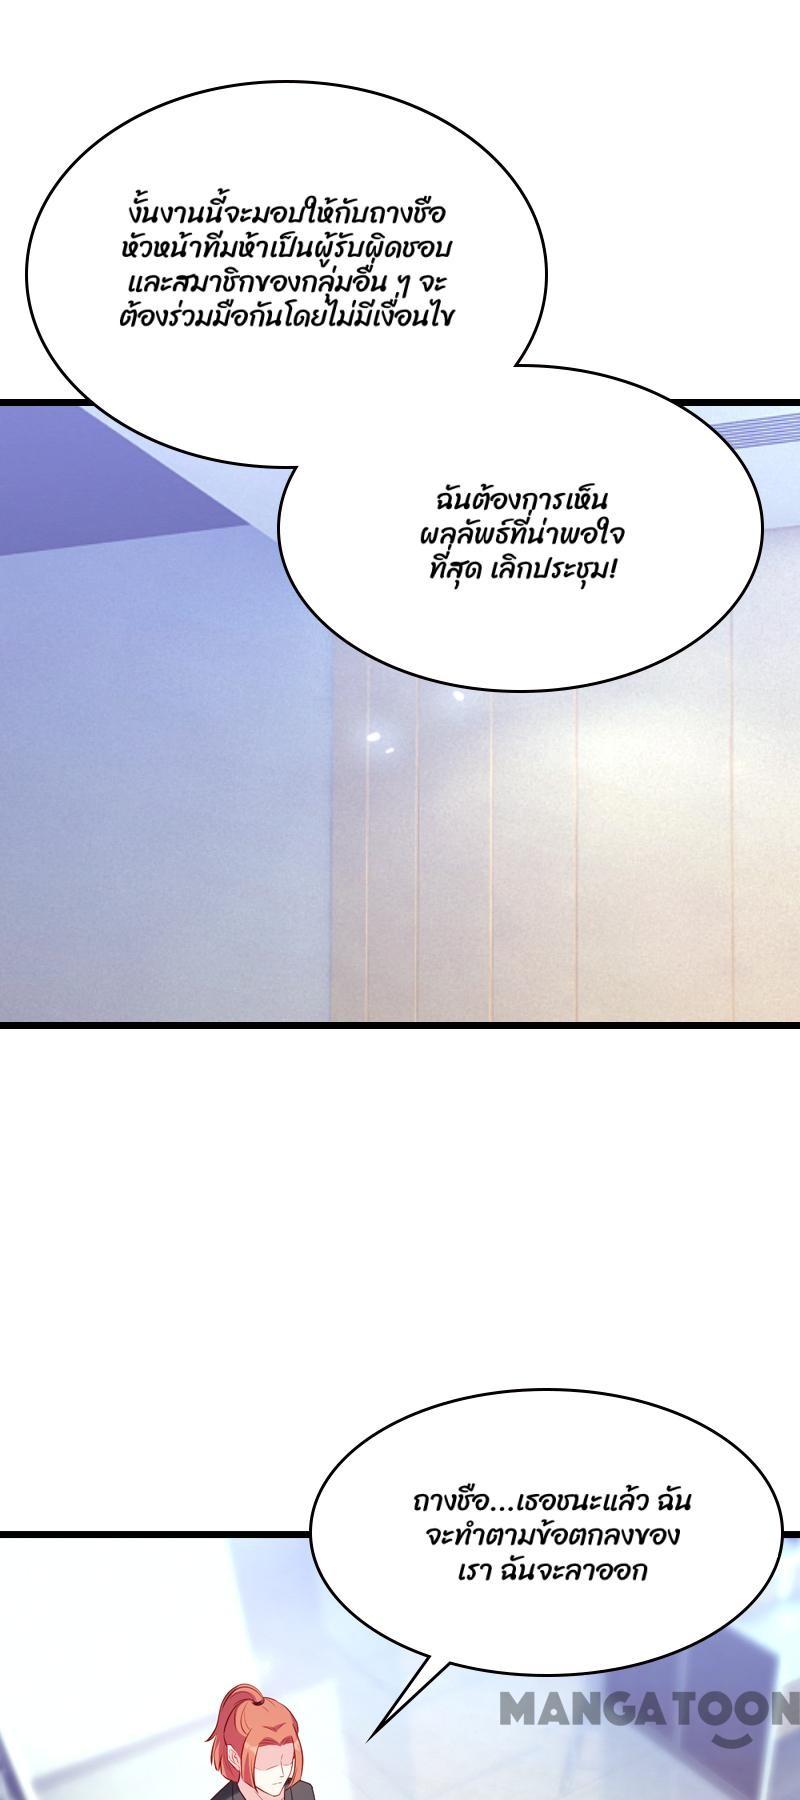 งั้นงานนี้จะมอบให้กับถางซือ
หัวหน้าทีมห้าเป็นผู้รับผิดชอบ
และสมาชิกของกลุ่มอื่น ๆ จะ
ต้องร่วมมือกันโดยไม่มีเงื่อนไข
ฉันต้องการเห็น
ผลลัพธ์ที่น่าพอใจ
ที่สุด เลิกประชุม!
ถางซือ...เธอชนะแล้ว ฉัน
จะทำตามข้อตกลงของ
เรา ฉันจะลาออก
MANGATOON